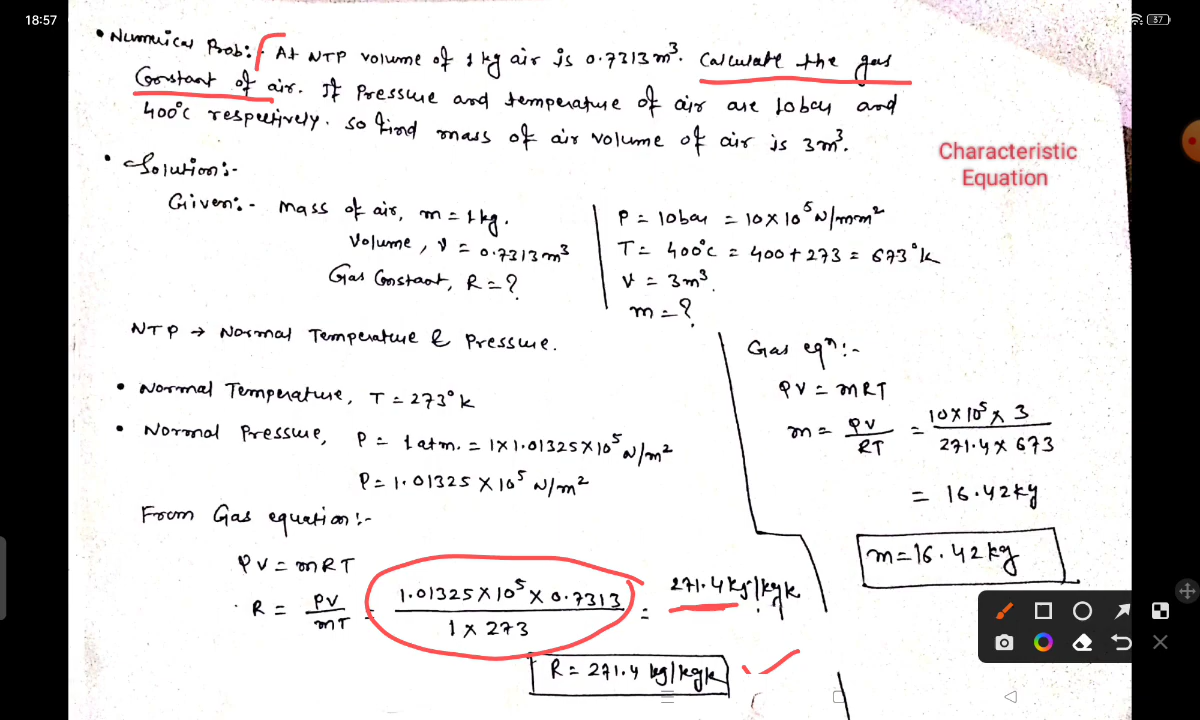 18:57
37
• Numerical Prob:- At NTP volume of 1 kg air is 0.7313 m³. Calculate the gas
Constant of air. If Pressure and temperature of air are 10 bar and
400°C respectively. so find mass of air volume of air is 3m³.
Characteristic
Equation
• Solution:-
Given:- mass of air, m = 1 kg.
Volume, v = 0.7313 m³
Gas Constant, R = ?
P = 10 bar = 10 × 10⁵ N/mm²
T = 400°C = 400 + 273 = 673°K
V = 3m³.
m = ?
NTP → Normal Temperature & Pressure.
• Normal Temperature, T = 273°K
• Normal Pressure, P = 1 atm. = 1 × 1.01325 × 10⁵ N/m²
P = 1.01325 × 10⁵ N/m²
From Gas equation:-
PV = mRT
R = PV/mT = 1.01325 × 10⁵ × 0.7313 / 1 × 273 = 271.4 kJ/kgk
R = 271.4 kg/kgk
Gas eqⁿ:-
PV = mRT
m = PV/RT = 10 × 10⁵ × 3 / 271.4 × 673
= 16.42 kg
m = 16.42 kg